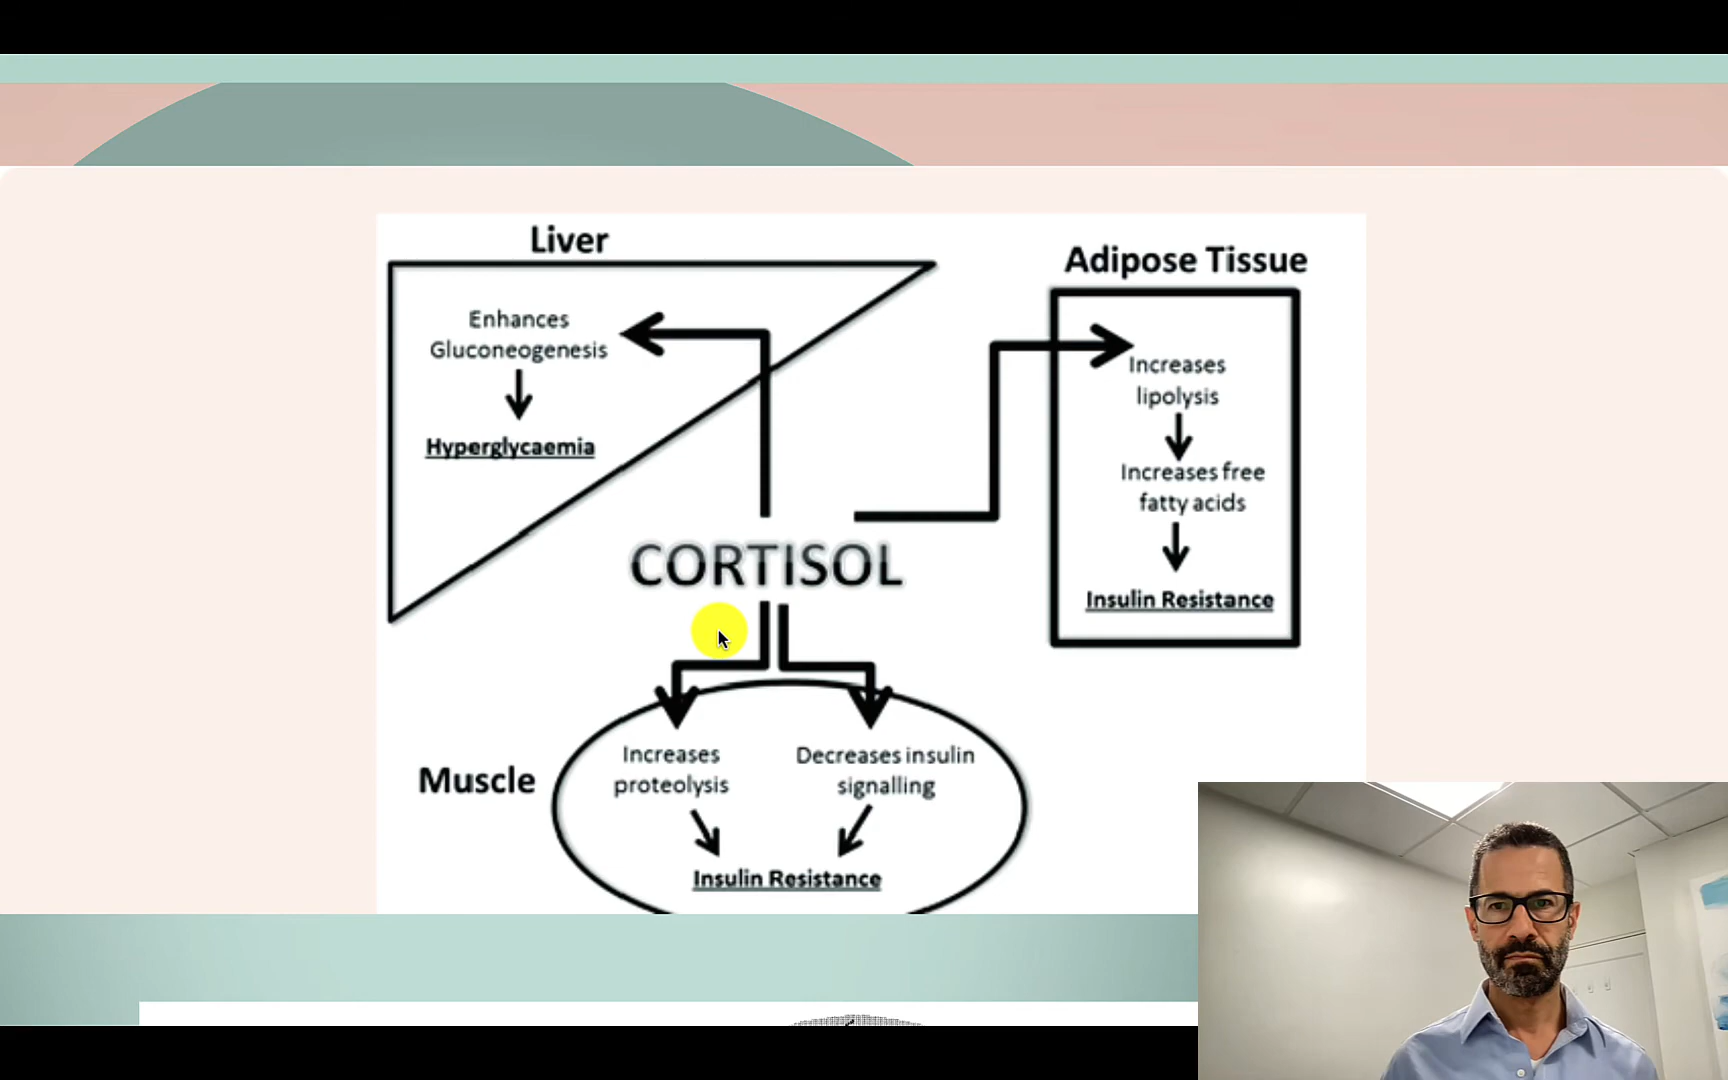 Liver
Enhances
Gluconeogenesis
Hyperglycaemia
Adipose Tissue
Increases
lipolysis
Increases free
fatty acids
Insulin Resistance
CORTISOL
Muscle
Increases
proteolysis
Decreases insulin
signalling
Insulin Resistance